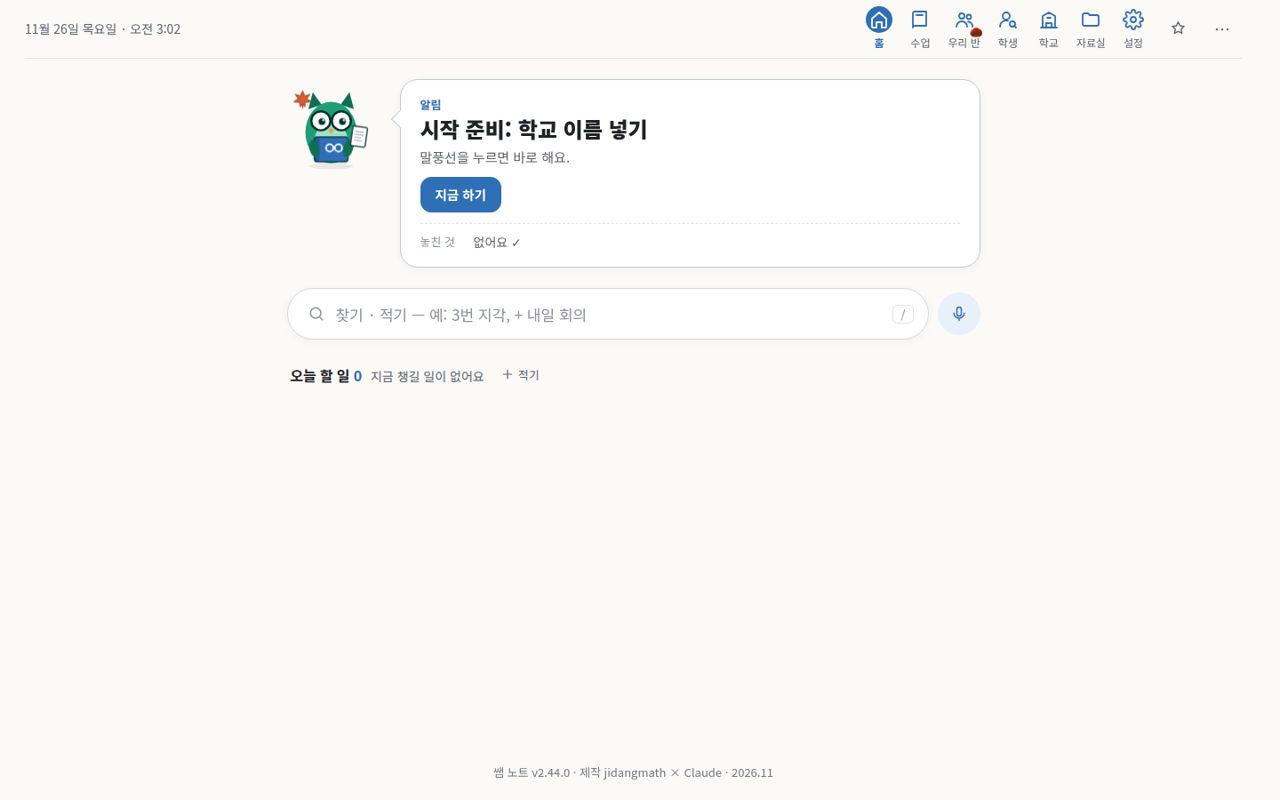 11월 26일 목요일 · 오전 3:02
홈
수업
우리 반
학생
학교
자료실
설정
알림
시작 준비: 학교 이름 넣기
말풍선을 누르면 바로 해요.
지금 하기
놓친 것 없어요 ✓
찾기 · 적기 — 예: 3번 지각, + 내일 회의 /
오늘 할 일 0 지금 챙길 일이 없어요 + 적기
쌤 노트 v2.44.0 · 제작 jidangmath × Claude · 2026.11